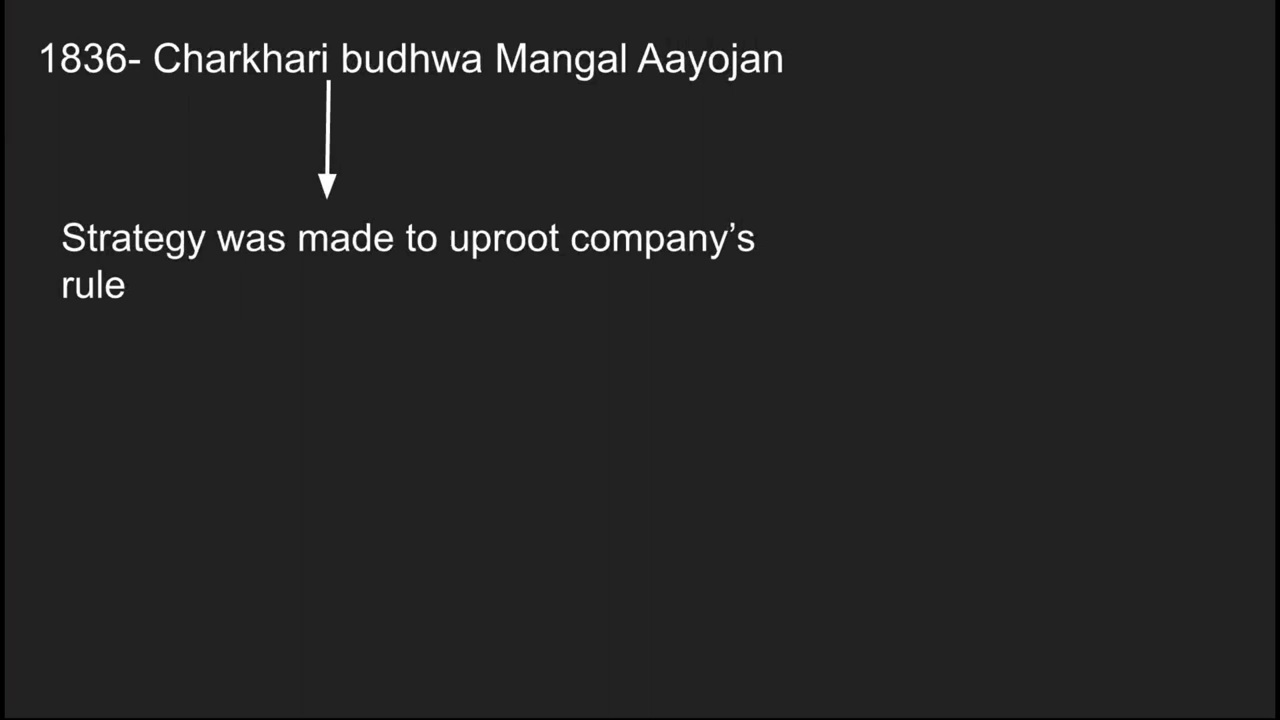 1836- Charkhari budhwa Mangal Aayojan
Strategy was made to uproot company’s
rule